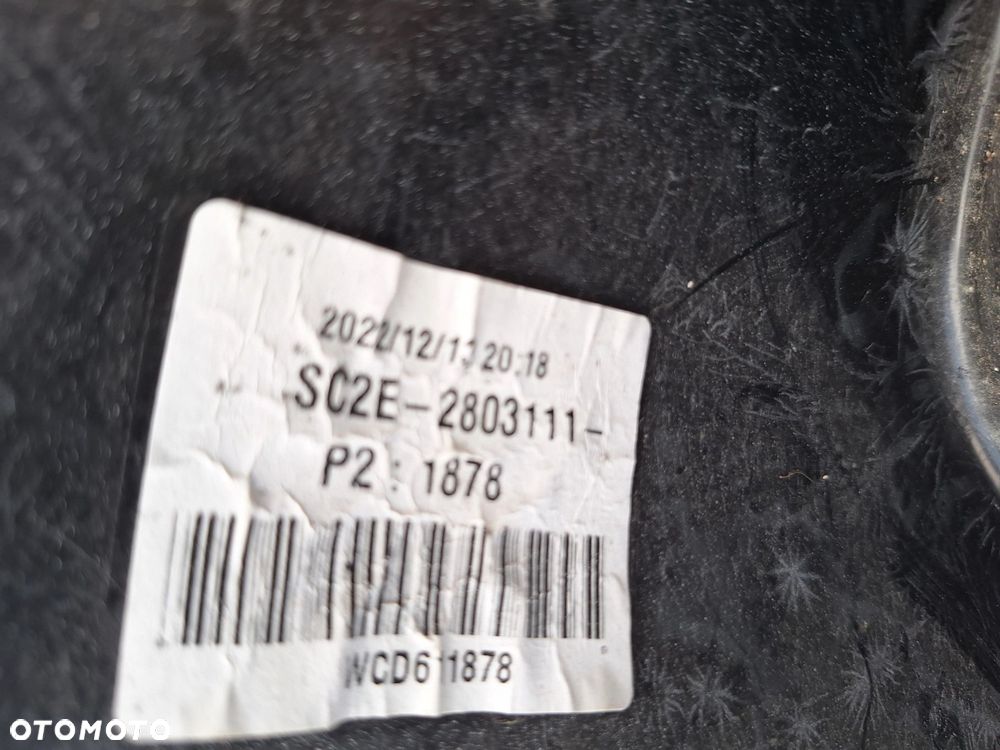 2022/12/1 20:18
SC2E-2803111-
P2: 1878
WCD611878
OTOMOTO